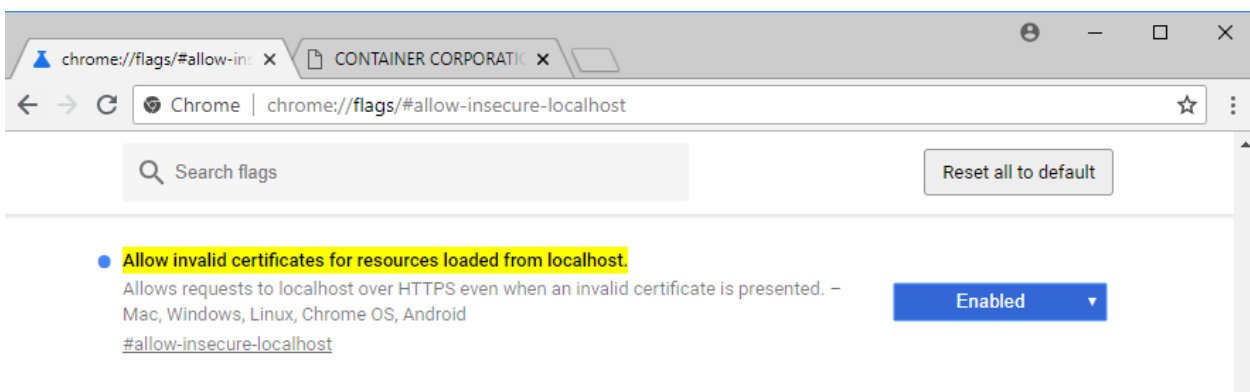 chrome://flags/#allow-ins
CONTAINER CORPORATIO
Chrome | chrome://flags/#allow-insecure-localhost
Search flags
Reset all to default
Allow invalid certificates for resources loaded from localhost.
Allows requests to localhost over HTTPS even when an invalid certificate is presented. –
Mac, Windows, Linux, Chrome OS, Android
#allow-insecure-localhost
Enabled